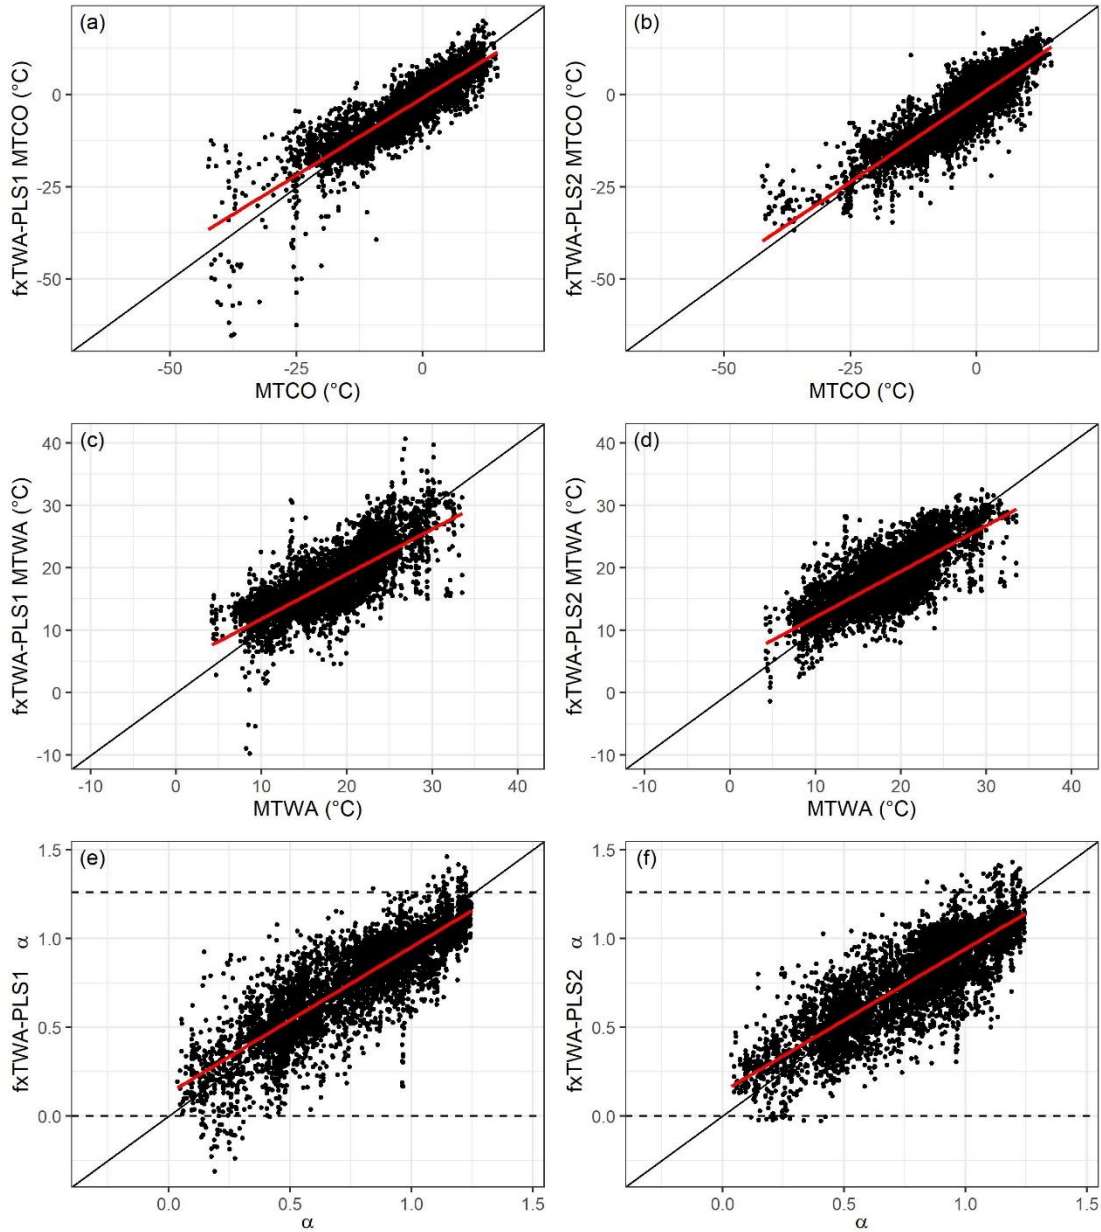 (a)
fxTWA-PLS1 MTCO (°C)
0
-25
-50
-50
-25
0
MTCO (°C)
(b)
fxTWA-PLS2 MTCO (°C)
0
-25
-50
-50
-25
0
MTCO (°C)
(c)
fxTWA-PLS1 MTWA (°C)
40
30
20
10
0
-10
-10
0
10
20
30
40
MTWA (°C)
(d)
fxTWA-PLS2 MTWA (°C)
40
30
20
10
0
-10
-10
0
10
20
30
40
MTWA (°C)
(e)
fxTWA-PLS1 α
1.5
1.0
0.5
0.0
0.0
0.5
1.0
1.5
α
(f)
fxTWA-PLS2 α
1.5
1.0
0.5
0.0
0.0
0.5
1.0
1.5
α